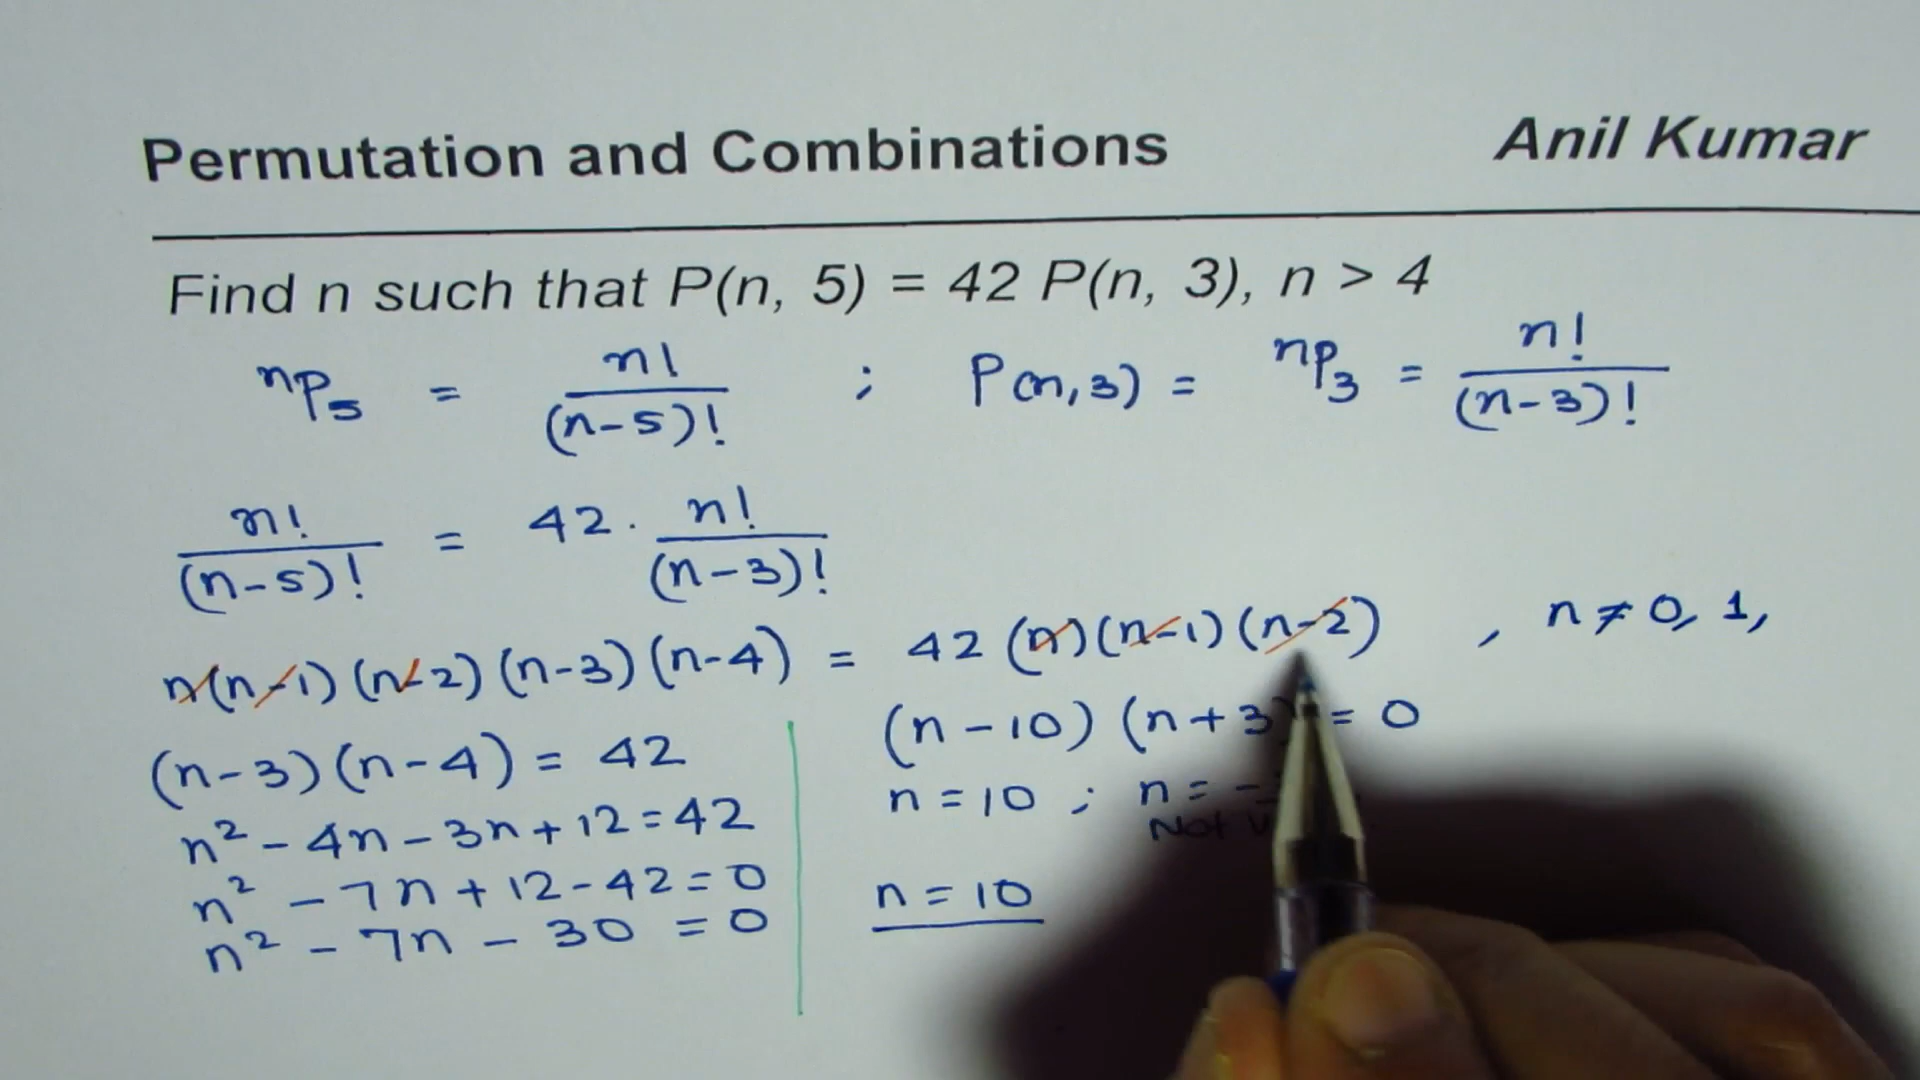 Permutation and Combinations Anil Kumar
Find n such that P(n, 5) = 42 P(n, 3), n > 4
nP5 = n!/(n-5)! ; P(n,3) = nP3 = n!/(n-3)!
n!/(n-5)! = 42 · n!/(n-3)!
n(n-1)(n-2)(n-3)(n-4) = 42 (n)(n-1)(n-2) , n ≠ 0, 1,
(n-3)(n-4) = 42
n² - 4n - 3n + 12 = 42
n² - 7n + 12 - 42 = 0
n² - 7n - 30 = 0
(n - 10) (n + 3) = 0
n = 10 ; n = -
Not
n = 10